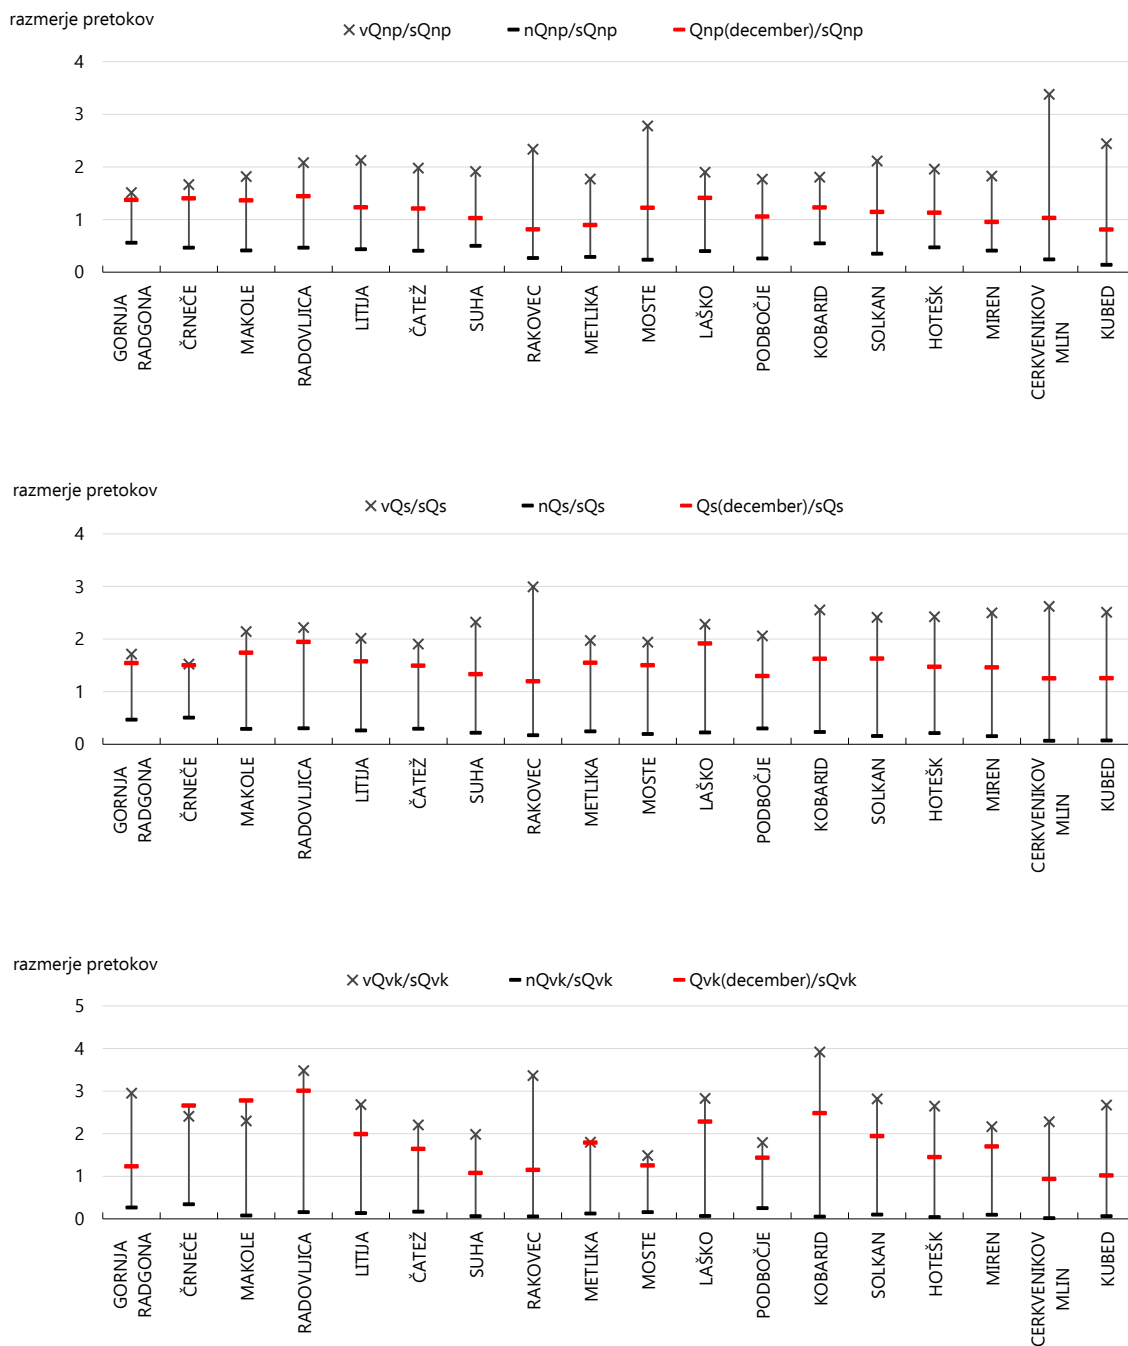 razmerje pretokov
vQnp/sQnp nQnp/sQnp Qnp(december)/sQnp
4
3
2
1
0
GORNJA RADGONA
ČRNEČE
MAKOLE
RADOVLJICA
LITIJA
ČATEŽ
SUHA
RAKOVEC
METLIKA
MOSTE
LAŠKO
PODBOČJE
KOBARID
SOLKAN
HOTEŠK
MIREN
CERKVENIKOV MLIN
KUBED
razmerje pretokov
vQs/sQs nQs/sQs Qs(december)/sQs
4
3
2
1
0
GORNJA RADGONA
ČRNEČE
MAKOLE
RADOVLJICA
LITIJA
ČATEŽ
SUHA
RAKOVEC
METLIKA
MOSTE
LAŠKO
PODBOČJE
KOBARID
SOLKAN
HOTEŠK
MIREN
CERKVENIKOV MLIN
KUBED
razmerje pretokov
vQvk/sQvk nQvk/sQvk Qvk(december)/sQvk
5
4
3
2
1
0
GORNJA RADGONA
ČRNEČE
MAKOLE
RADOVLJICA
LITIJA
ČATEŽ
SUHA
RAKOVEC
METLIKA
MOSTE
LAŠKO
PODBOČJE
KOBARID
SOLKAN
HOTEŠK
MIREN
CERKVENIKOV MLIN
KUBED